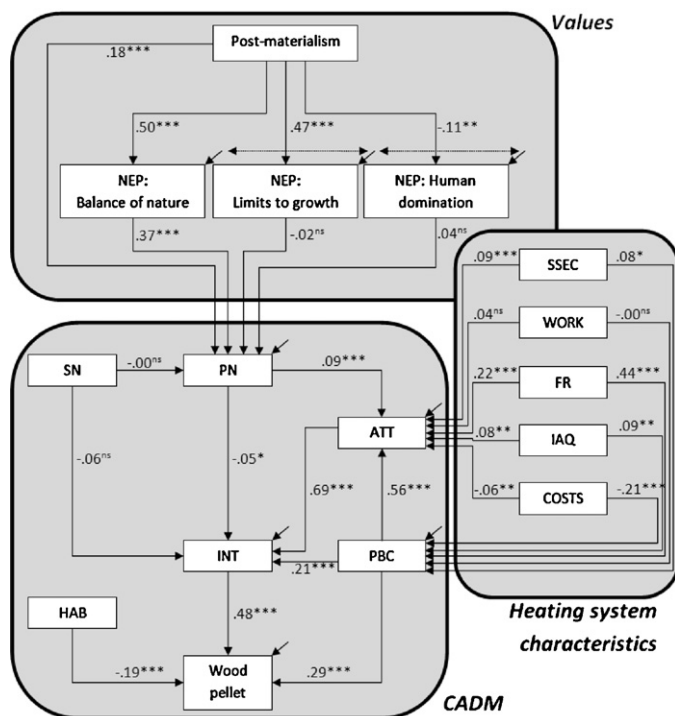 Values
Post-materialism
.18***
.50***
.47***
-.11**
NEP:
Balance of nature
NEP:
Limits to growth
NEP: Human
domination
.37***
-.02ns
.04ns
.09***
SSEC
.08*
.04ns
WORK
-.00ns
.22***
FR
.44***
.08**
IAQ
.09**
-.06**
COSTS
-.21***
Heating system
characteristics
SN
-.00ns
PN
.09***
ATT
-.06ns
-.05*
.69***
.56***
INT
.21***
PBC
HAB
.48***
-.19***
Wood
pellet
.29***
CADM